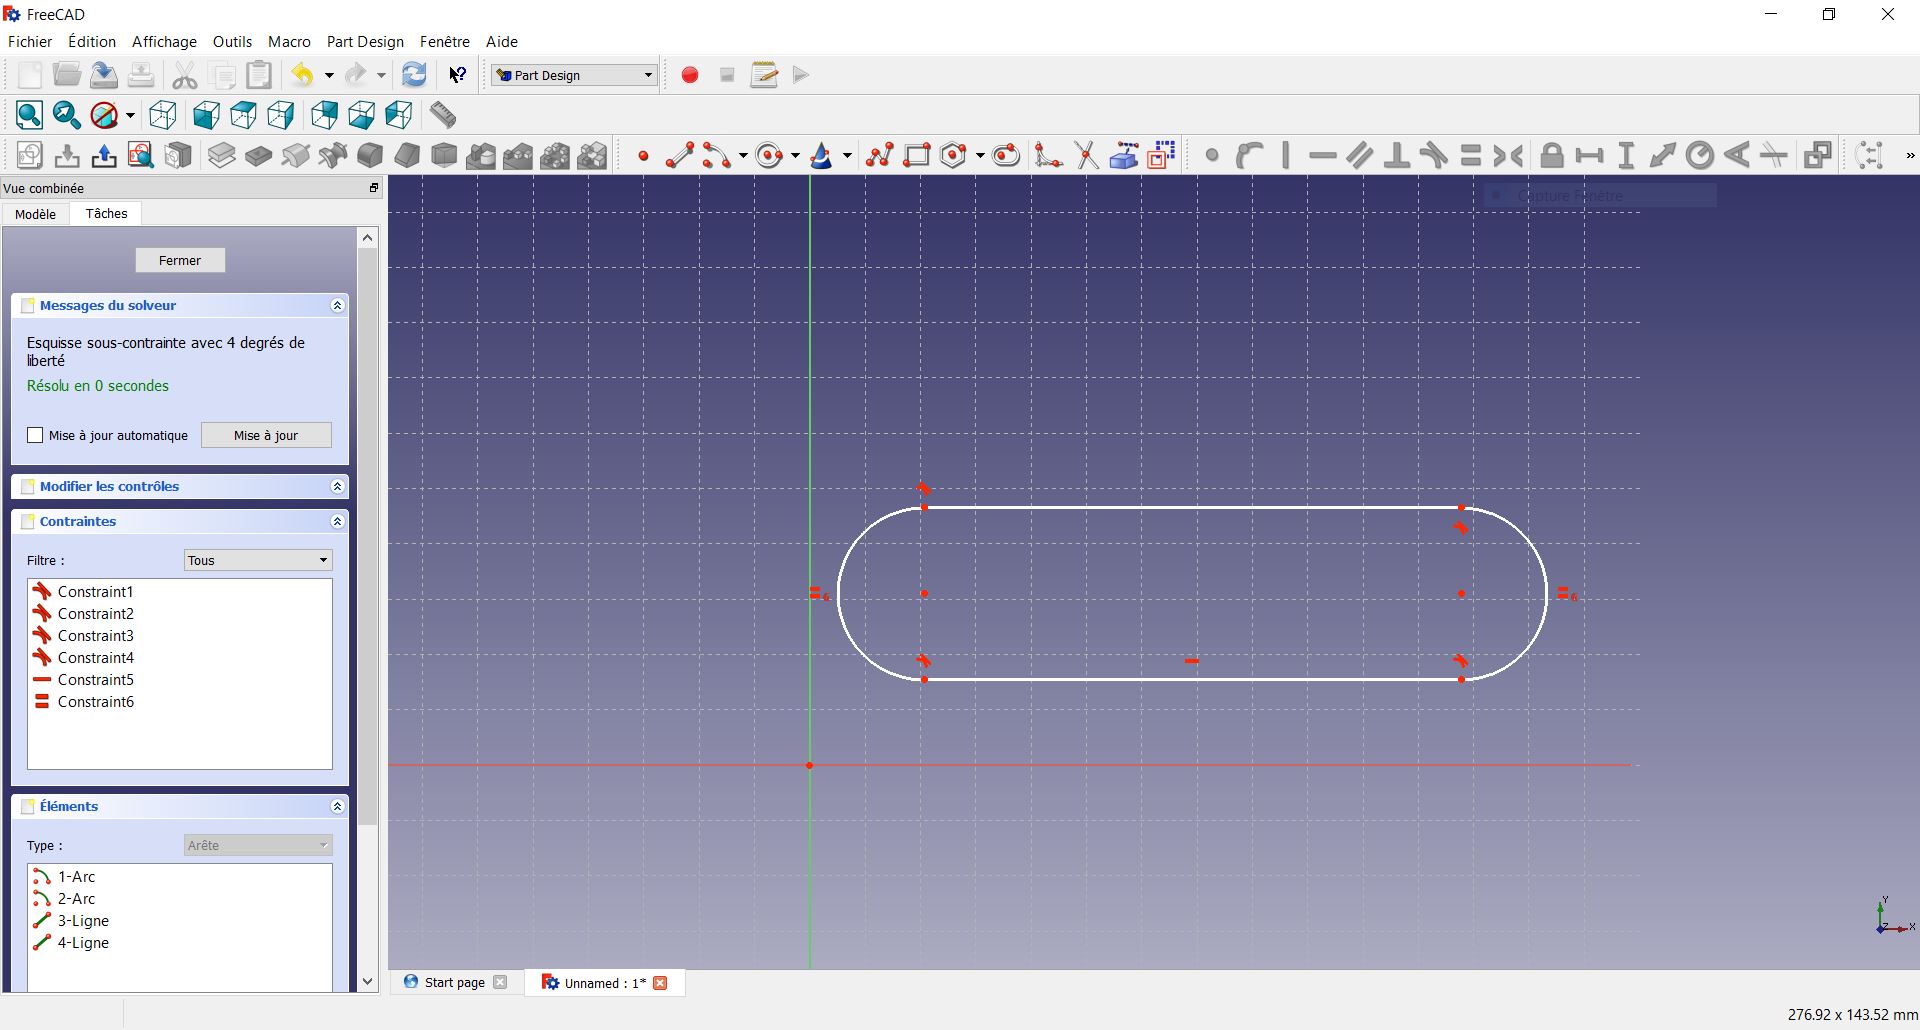 FreeCAD
Fichier Édition Affichage Outils Macro Part Design Fenêtre Aide
Part Design
Vue combinée
Capture Fenêtre
Modèle Tâches
Fermer
Messages du solveur
Esquisse sous-contrainte avec 4 degrés de
liberté
Résolu en 0 secondes
Mise à jour automatique Mise à jour
Modifier les contrôles
Contraintes
Filtre : Tous
Constraint1
Constraint2
Constraint3
Constraint4
Constraint5
Constraint6
6 6
Éléments
Type : Arête
1-Arc
2-Arc
3-Ligne
4-Ligne
Y
Z X
Start page Unnamed : 1*
276.92 x 143.52 mm